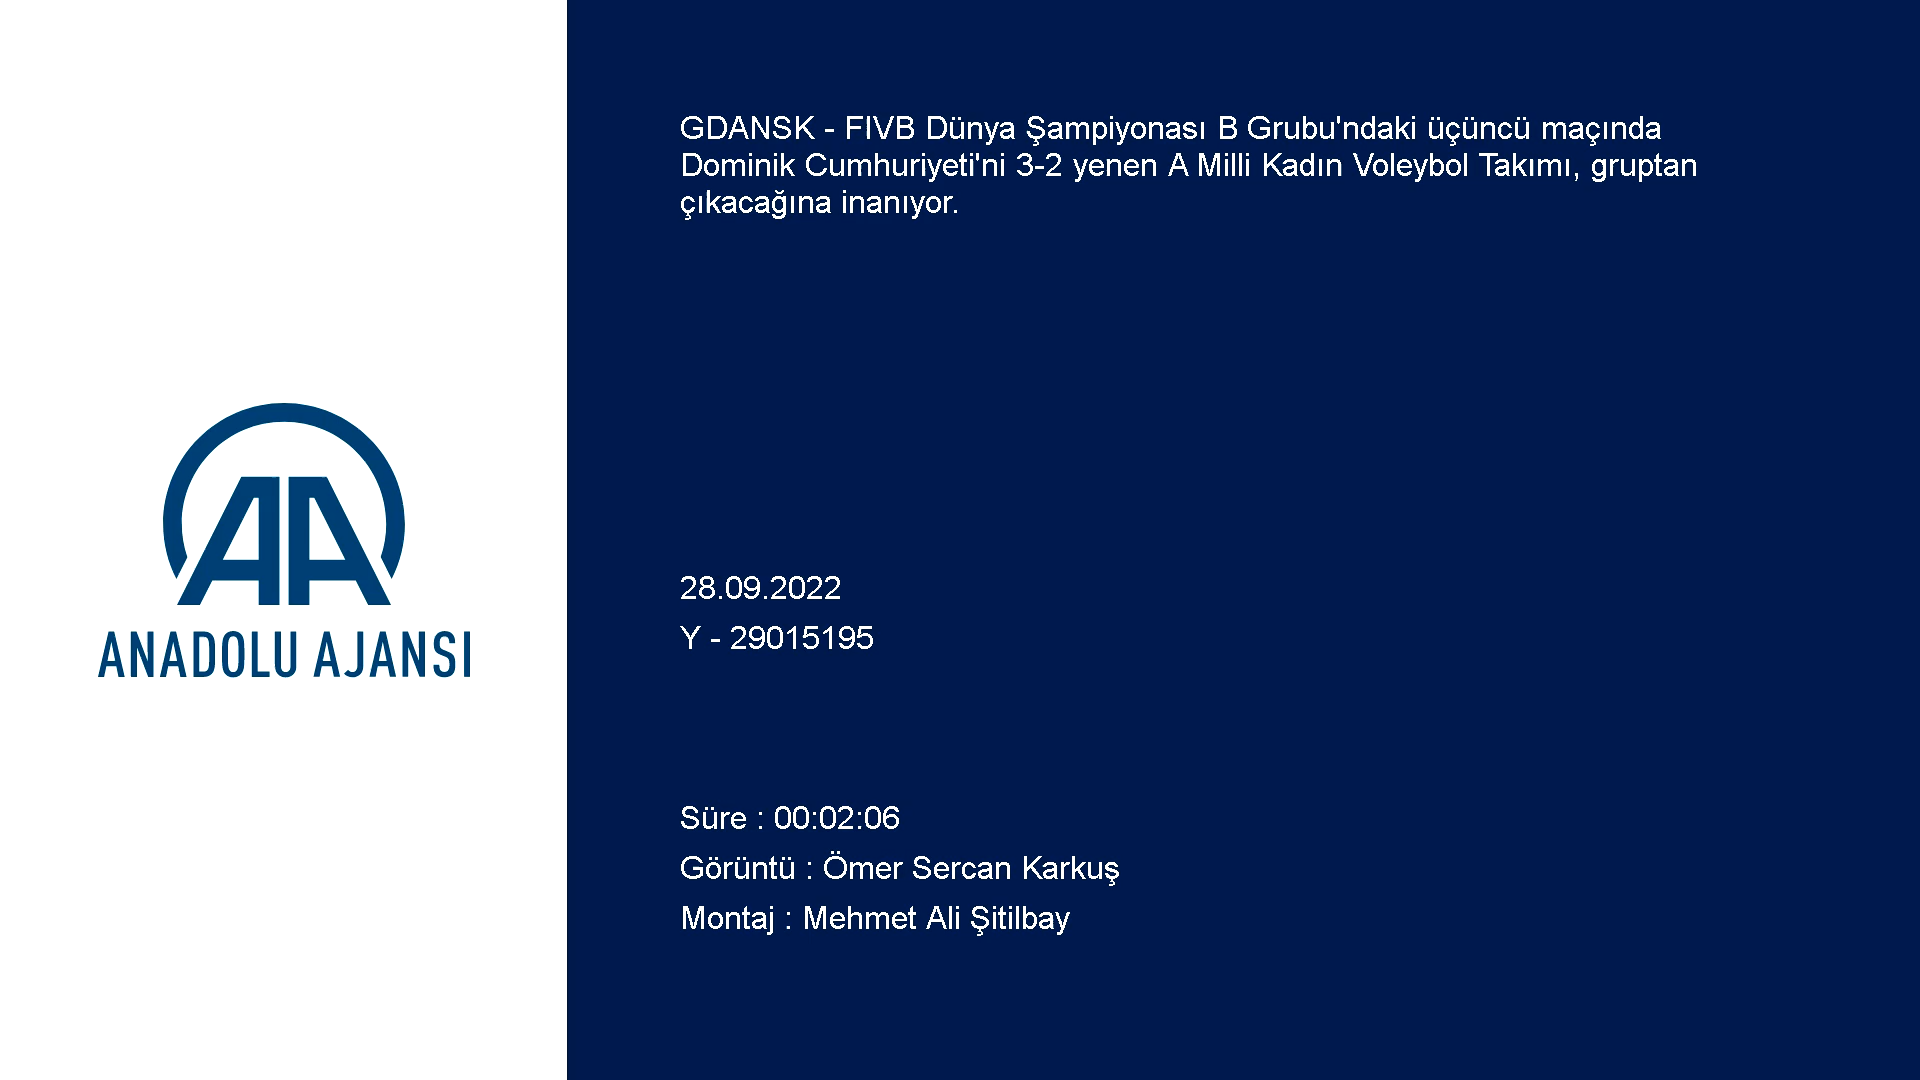 GDANSK - FIVB Dünya Şampiyonası B Grubu'ndaki üçüncü maçında
Dominik Cumhuriyeti'ni 3-2 yenen A Milli Kadın Voleybol Takımı, gruptan
çıkacağına inanıyor.
AA
ANADOLU AJANSI
28.09.2022
Y - 29015195
Süre : 00:02:06
Görüntü : Ömer Sercan Karkuş
Montaj : Mehmet Ali Şitilbay